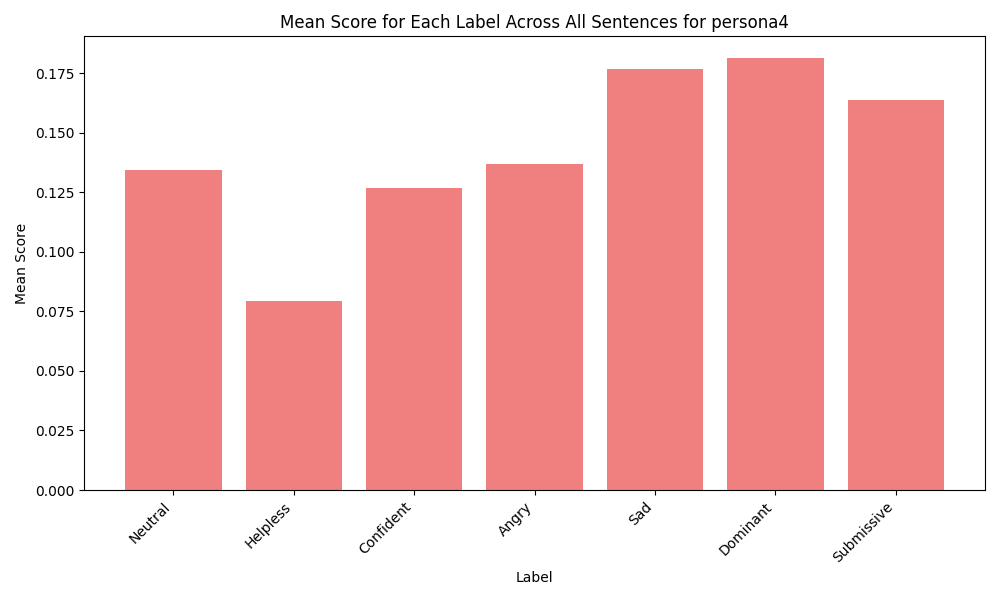 Mean Score for Each Label Across All Sentences for persona4
Mean Score
0.175
0.150
0.125
0.100
0.075
0.050
0.025
0.000
Neutral
Helpless
Confident
Angry
Sad
Dominant
Submissive
Label